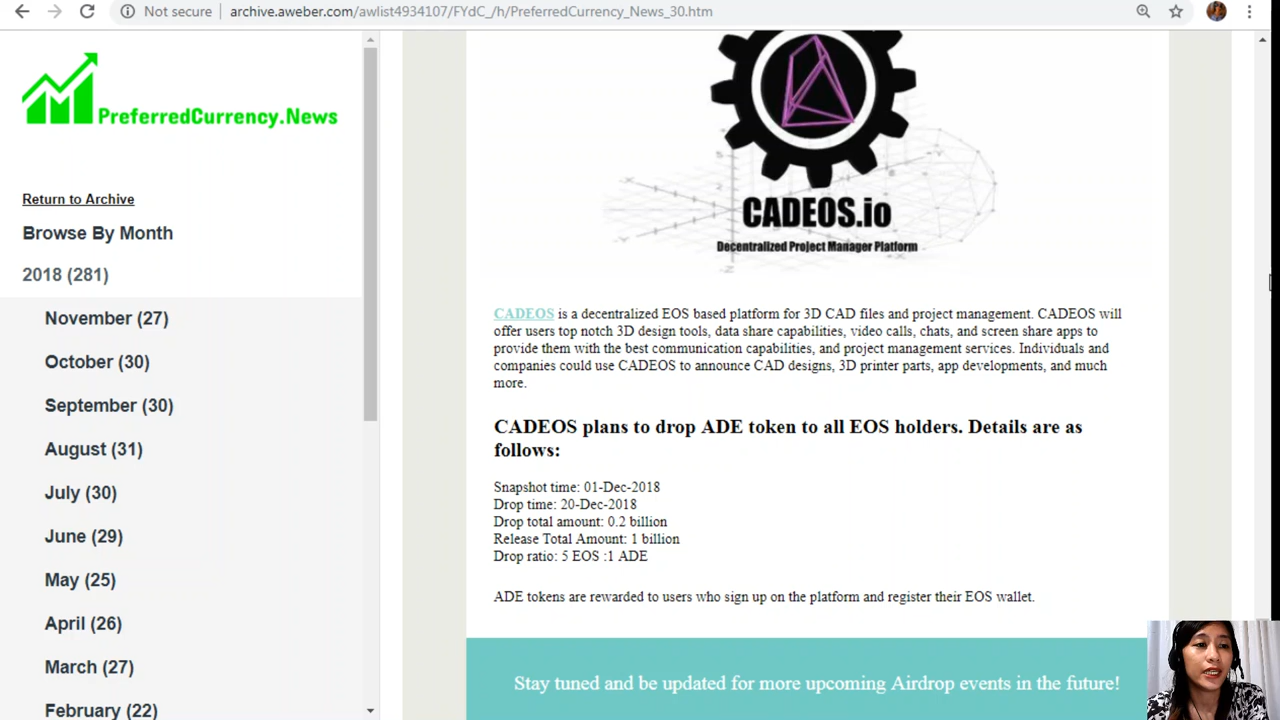 Not secure
archive.aweber.com/awlist4934107/FYdC_/h/PreferredCurrency_News_30.htm
PreferredCurrency.News
Return to Archive
Browse By Month
2018 (281)
November (27)
October (30)
September (30)
August (31)
July (30)
June (29)
May (25)
April (26)
March (27)
February (22)
CADEOS.io
Decentralized Project Manager Platform
CADEOS is a decentralized EOS based platform for 3D CAD files and project management. CADEOS will
offer users top notch 3D design tools, data share capabilities, video calls, chats, and screen share apps to
provide them with the best communication capabilities, and project management services. Individuals and
companies could use CADEOS to announce CAD designs, 3D printer parts, app developments, and much
more.
CADEOS plans to drop ADE token to all EOS holders. Details are as
follows:
Snapshot time: 01-Dec-2018
Drop time: 20-Dec-2018
Drop total amount: 0.2 billion
Release Total Amount: 1 billion
Drop ratio: 5 EOS :1 ADE
ADE tokens are rewarded to users who sign up on the platform and register their EOS wallet.
Stay tuned and be updated for more upcoming Airdrop events in the future!